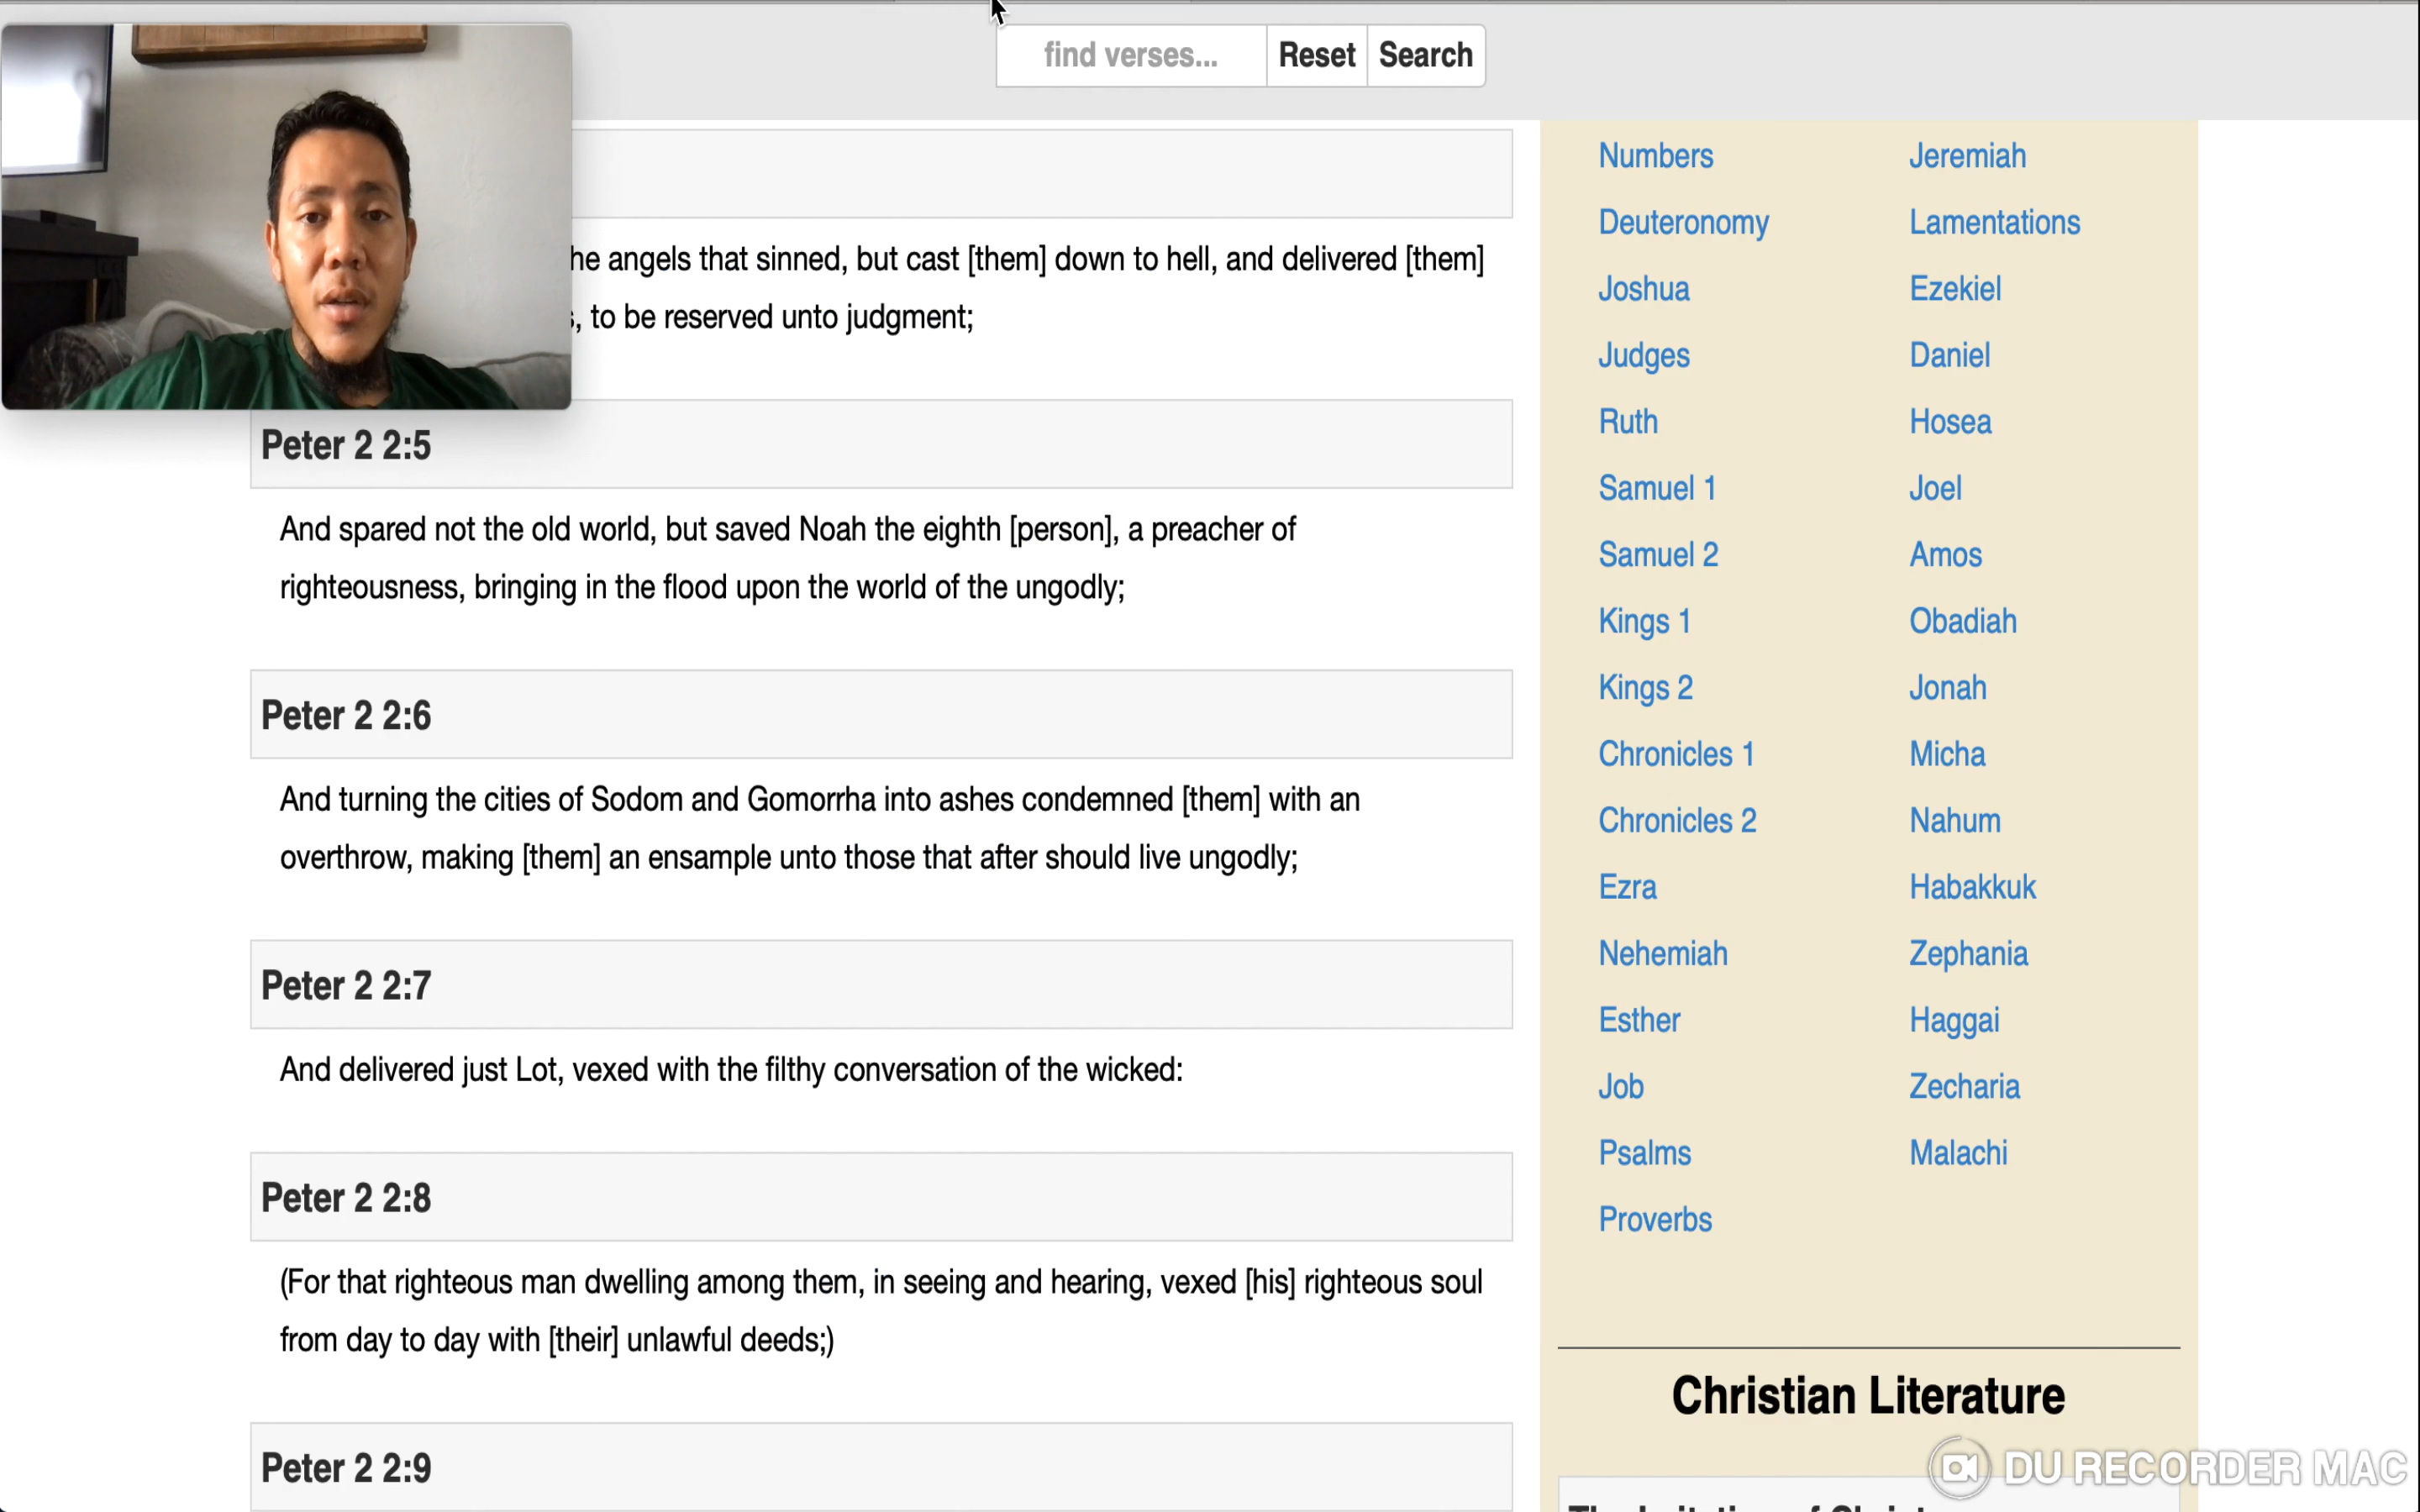 find verses... Reset Search
he angels that sinned, but cast [them] down to hell, and delivered [them]
, to be reserved unto judgment;
Peter 2 2:5
And spared not the old world, but saved Noah the eighth [person], a preacher of
righteousness, bringing in the flood upon the world of the ungodly;
Peter 2 2:6
And turning the cities of Sodom and Gomorrha into ashes condemned [them] with an
overthrow, making [them] an ensample unto those that after should live ungodly;
Peter 2 2:7
And delivered just Lot, vexed with the filthy conversation of the wicked:
Peter 2 2:8
(For that righteous man dwelling among them, in seeing and hearing, vexed [his] righteous soul
from day to day with [their] unlawful deeds;)
Peter 2 2:9
Numbers
Deuteronomy
Joshua
Judges
Ruth
Samuel 1
Samuel 2
Kings 1
Kings 2
Chronicles 1
Chronicles 2
Ezra
Nehemiah
Esther
Job
Psalms
Proverbs
Jeremiah
Lamentations
Ezekiel
Daniel
Hosea
Joel
Amos
Obadiah
Jonah
Micha
Nahum
Habakkuk
Zephania
Haggai
Zecharia
Malachi
Christian Literature
DU RECORDER MAC